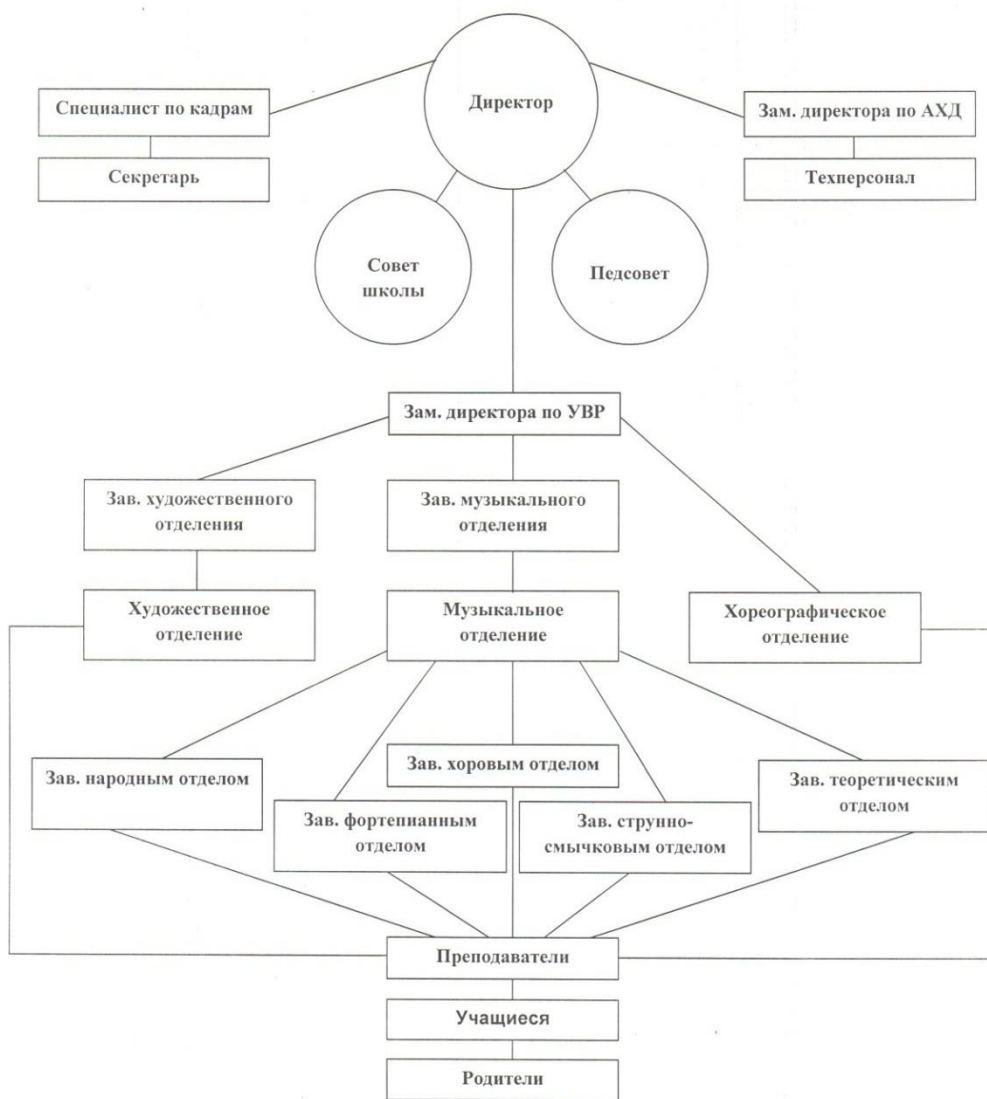 Директор
Специалист по кадрам
Зам. директора по АХД
Секретарь
Техперсонал
Совет
школы
Педсовет
Зам. директора по УВР
Зав. художественного
отделения
Зав. музыкального
отделения
Художественное
отделение
Музыкальное
отделение
Хореографическое
отделение
Зав. народным отделом
Зав. хоровым отделом
Зав. теоретическим
отделом
Зав. фортепианным
отделом
Зав. струнно-
смычковым отделом
Преподаватели
Учащиеся
Родители